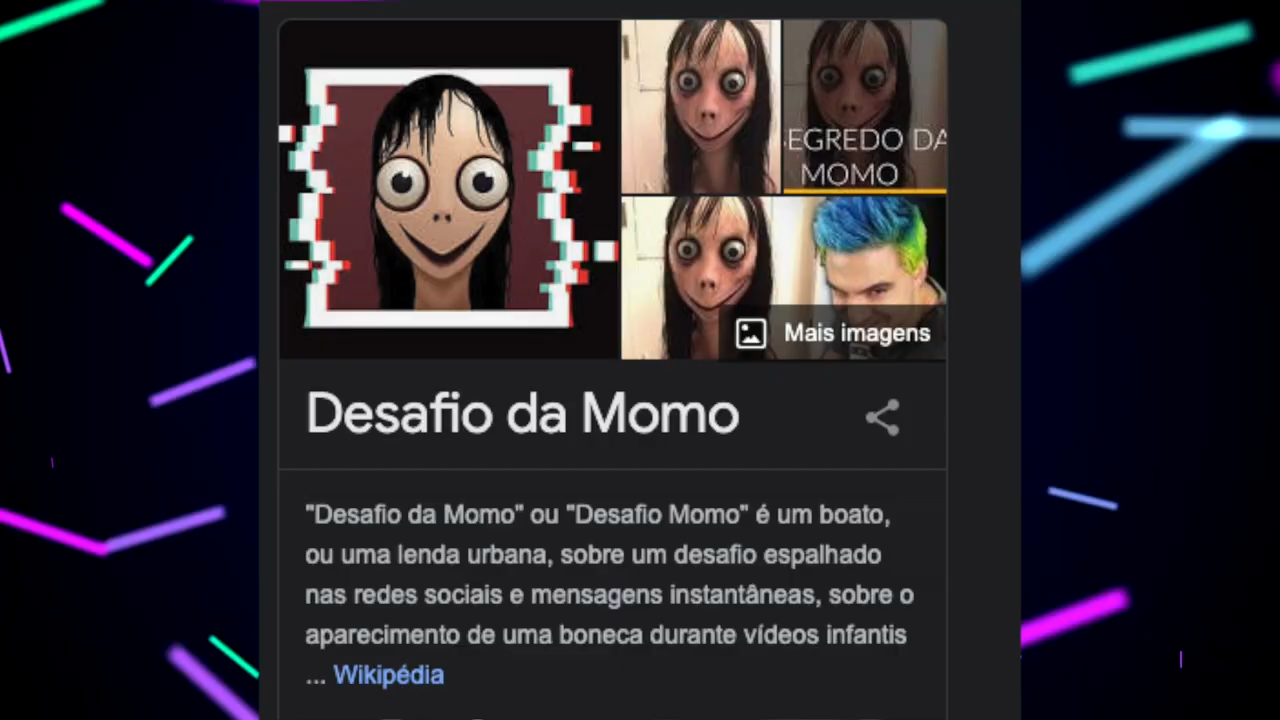 EGREDO DA
MOMO
Mais imagens
Desafio da Momo
"Desafio da Momo" ou "Desafio Momo" é um boato,
ou uma lenda urbana, sobre um desafio espalhado
nas redes sociais e mensagens instantâneas, sobre o
aparecimento de uma boneca durante vídeos infantis
... Wikipédia